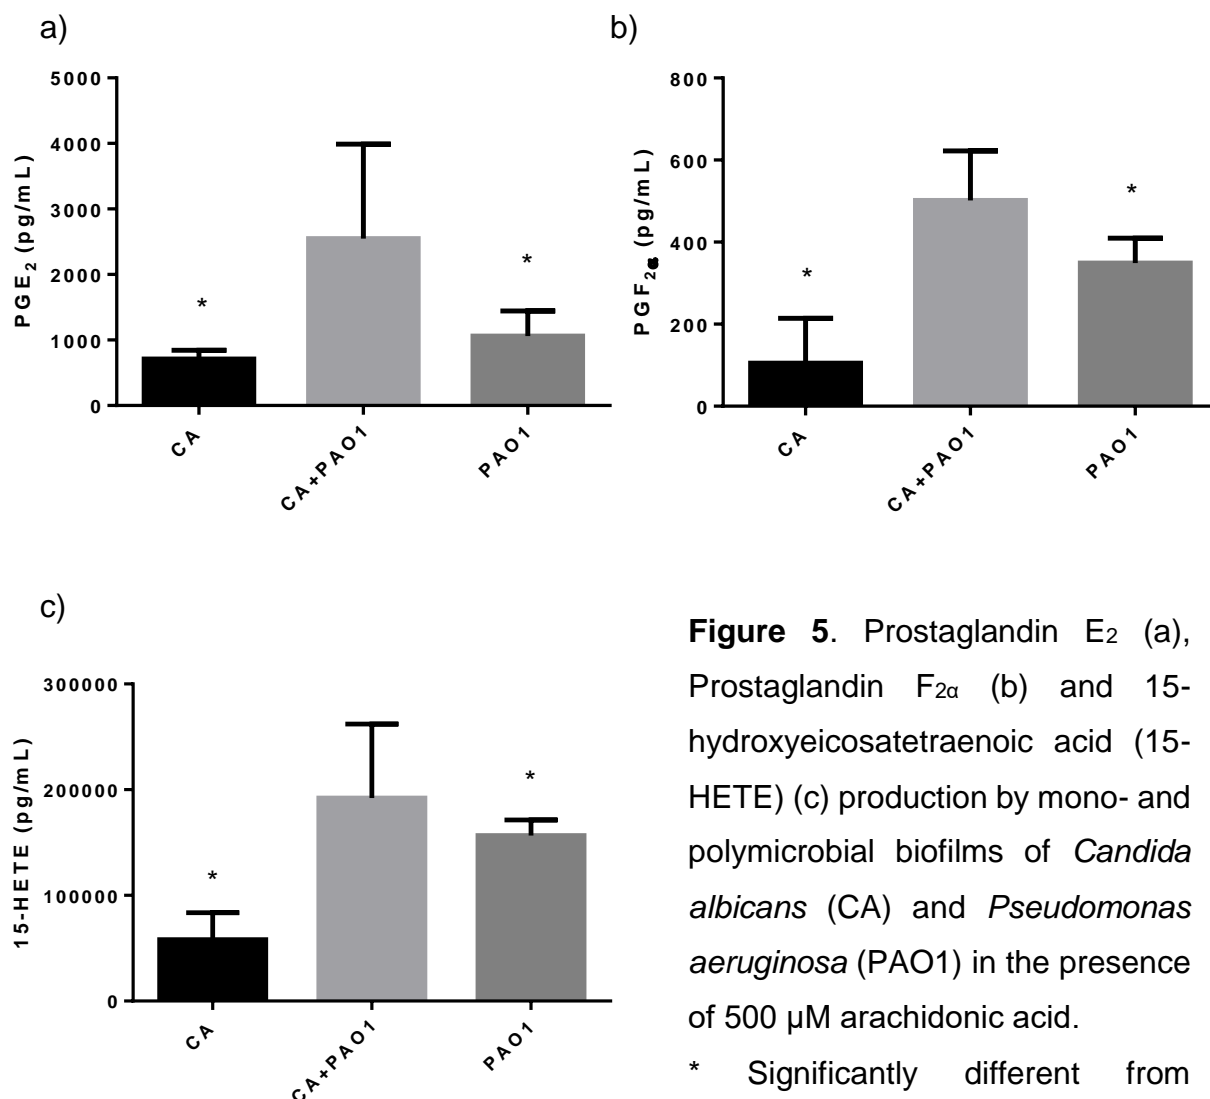 a)
5000
4000
3000
2000
1000
0
PGE2 (pg/mL)
*
*
CA
CA+PAO1
PAO1
b)
800
600
400
200
0
PGF2α (pg/mL)
*
*
CA
CA+PAO1
PAO1
c)
300000
200000
100000
0
15-HETE (pg/mL)
*
*
CA
CA+PAO1
PAO1
Figure 5. Prostaglandin E2 (a),
Prostaglandin F2α (b) and 15-
hydroxyeicosatetraenoic acid (15-
HETE) (c) production by mono- and
polymicrobial biofilms of Candida
albicans (CA) and Pseudomonas
aeruginosa (PAO1) in the presence
of 500 µM arachidonic acid.
* Significantly different from